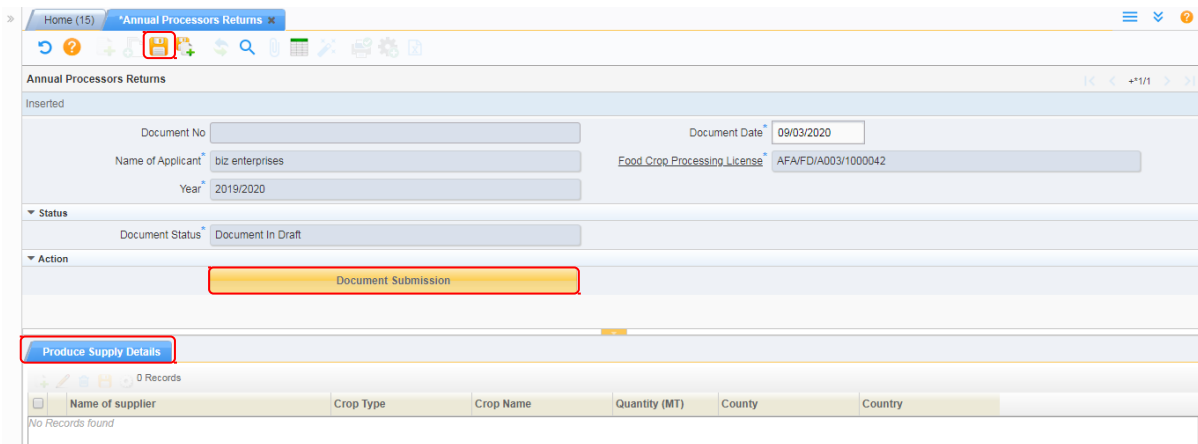 Home (15) *Annual Processors Returns
Annual Processors Returns +*1/1
Inserted
Document No Document Date* 09/03/2020
Name of Applicant* biz enterprises Food Crop Processing License* AFA/FD/A003/1000042
Year* 2019/2020
Status
Document Status* Document In Draft
Action
Document Submission
Produce Supply Details
0 Records
Name of supplier Crop Type Crop Name Quantity (MT) County Country
No Records found